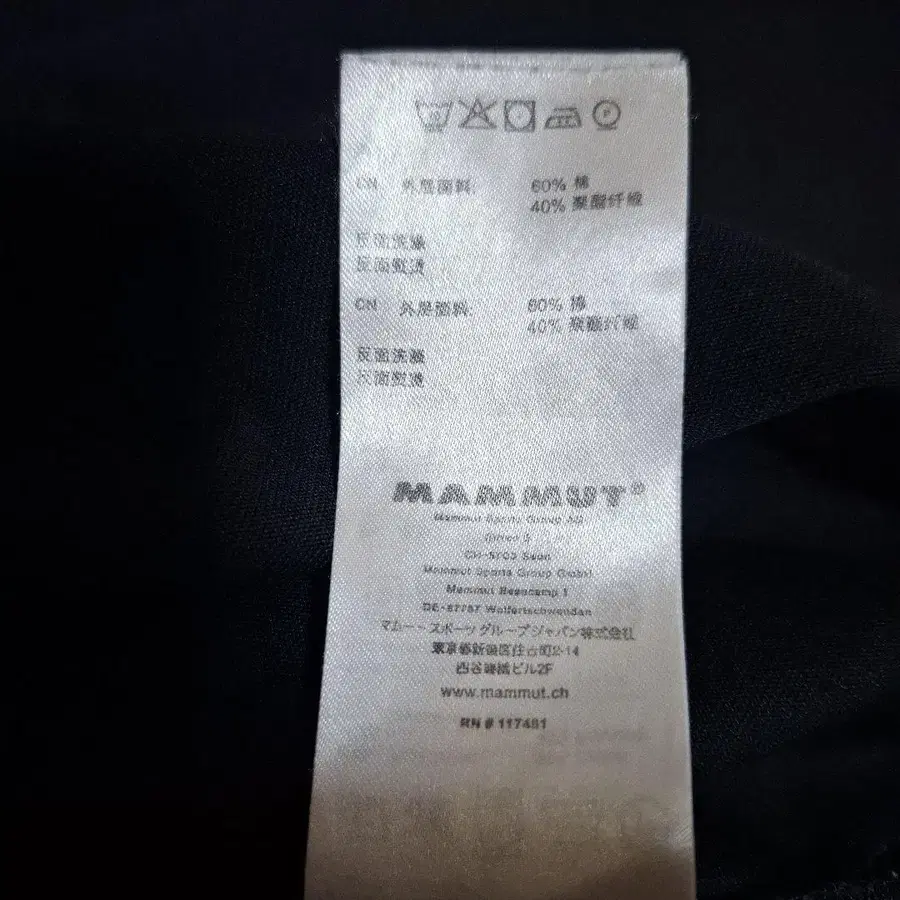 CN 外层面料: 60% 棉
40% 聚酯纤维
反面洗涤
反面熨烫
CN 外层面料: 60% 棉
40% 聚酯纤维
反面洗涤
反面熨烫
MAMMUT®
Mammut Sports Group AG
CH-5703 Seon
Mammut Sports Group GmbH
Mammut Basecamp 1
DE-87787 Wolfertschwenden
マムート スポーツ グループ ジャパン株式会社
東京都新宿区住吉町2-14
ビル2F
www.mammut.ch
RN # 117481